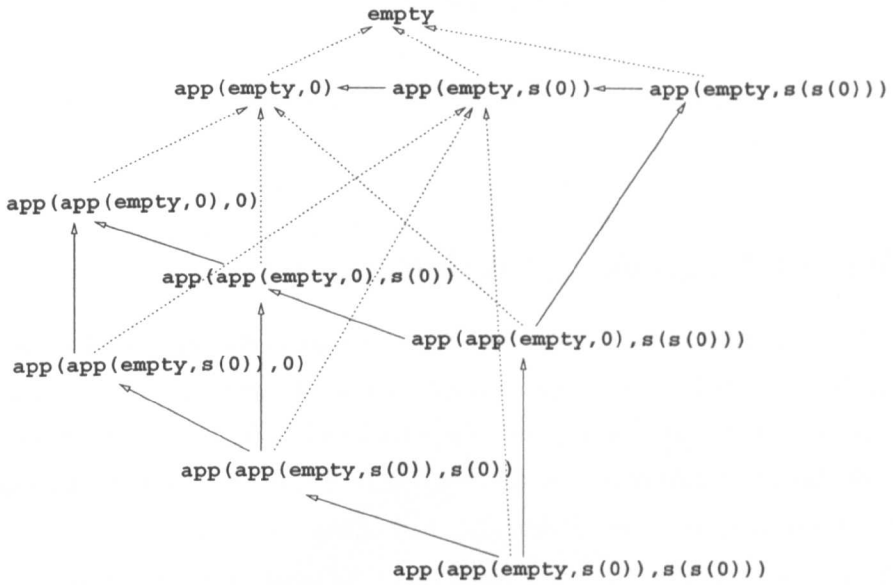 empty
app(empty,0)
app(empty,s(0))
app(empty,s(s(0)))
app(app(empty,0),0)
app(app(empty,0),s(0))
app(app(empty,0),s(s(0)))
app(app(empty,s(0)),0)
app(app(empty,s(0)),s(0))
app(app(empty,s(0)),s(s(0)))